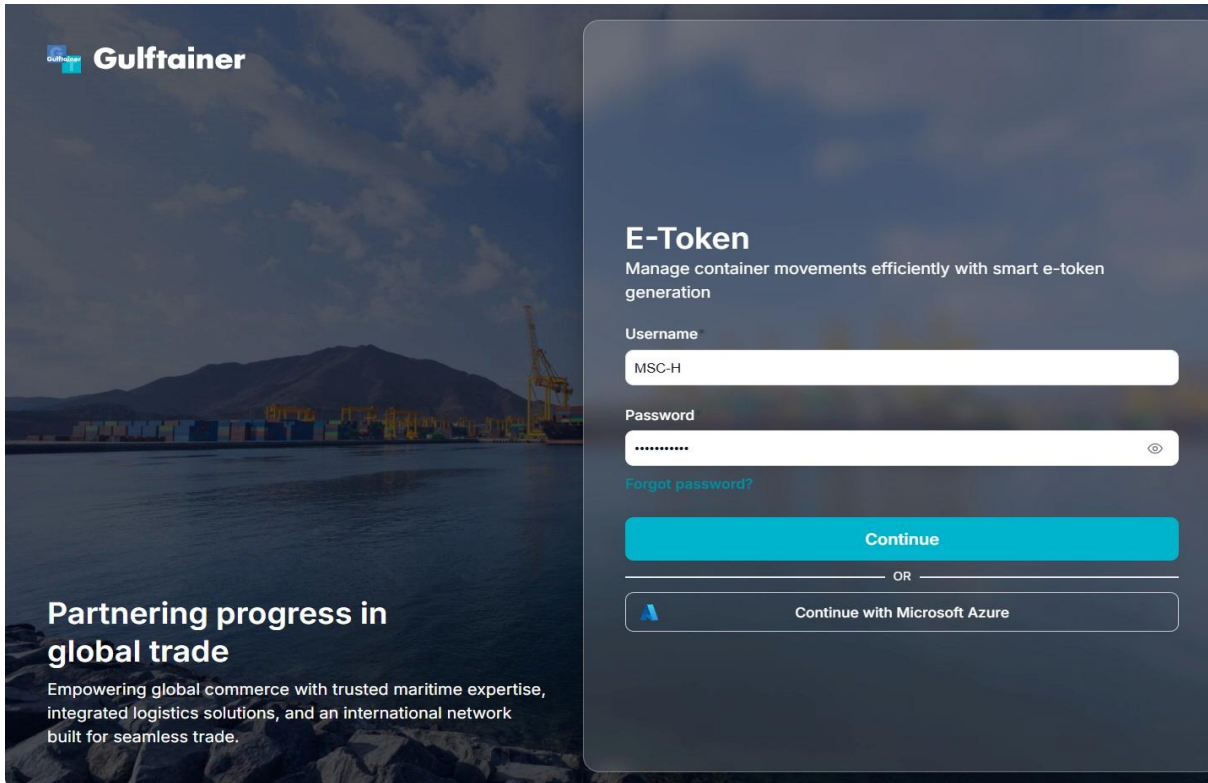 Gulftainer
Gulftainer
E-Token
Manage container movements efficiently with smart e-token
generation
Username*
MSC-H
Password*
•••••••••••
Forgot password?
Continue
OR
Continue with Microsoft Azure
Partnering progress in
global trade
Empowering global commerce with trusted maritime expertise,
integrated logistics solutions, and an international network
built for seamless trade.